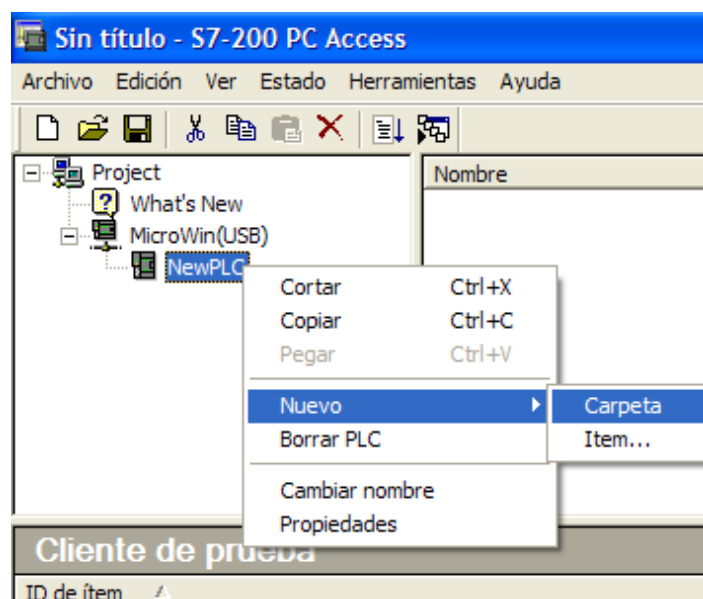 Sin título - S7-200 PC Access
Archivo Edición Ver Estado Herramientas Ayuda
Project
Nombre
What's New
MicroWin(USB)
NewPLC
Cortar Ctrl+X
Copiar Ctrl+C
Pegar Ctrl+V
Nuevo
Carpeta
Borrar PLC
Item...
Cambiar nombre
Propiedades
Cliente de prueba
ID de ítem